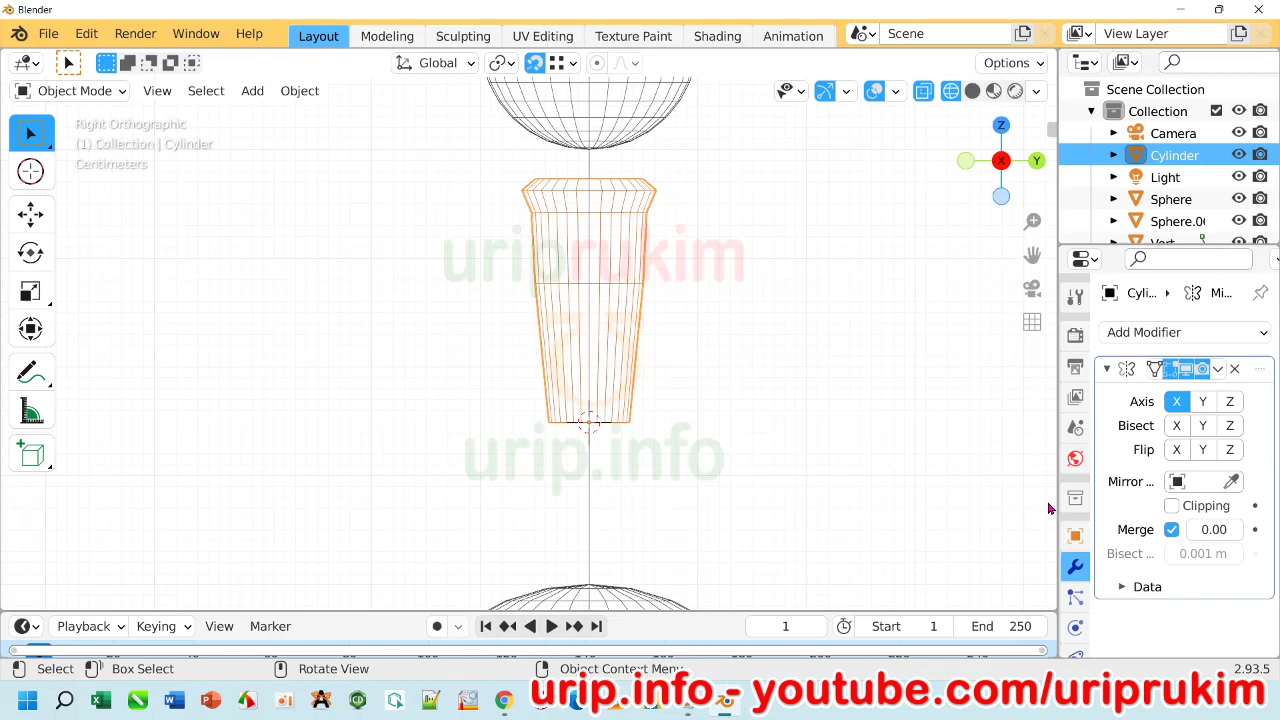 Blender
File Edit Render Window Help Layout Modeling Sculpting UV Editing Texture Paint Shading Animation Scene View Layer
Global Options
Object Mode View Select Add Object
Right Orthographic
(1) Collection | Cylinder
Centimeters
Z
X
Y
uriprukim
urip.info
Scene Collection
Collection
Camera
Cylinder
Light
Sphere
Sphere.0
Vert
Cyli... Mi...
Add Modifier
Axis X Y Z
Bisect X Y Z
Flip X Y Z
Mirror ...
Clipping
Merge 0.00
Bisect ... 0.001 m
Data
Playback Keying View Marker 1 Start 1 End 250
Select Box Select Rotate View Object Context Menu 2.93.5
urip.info - youtube.com/uriprukim